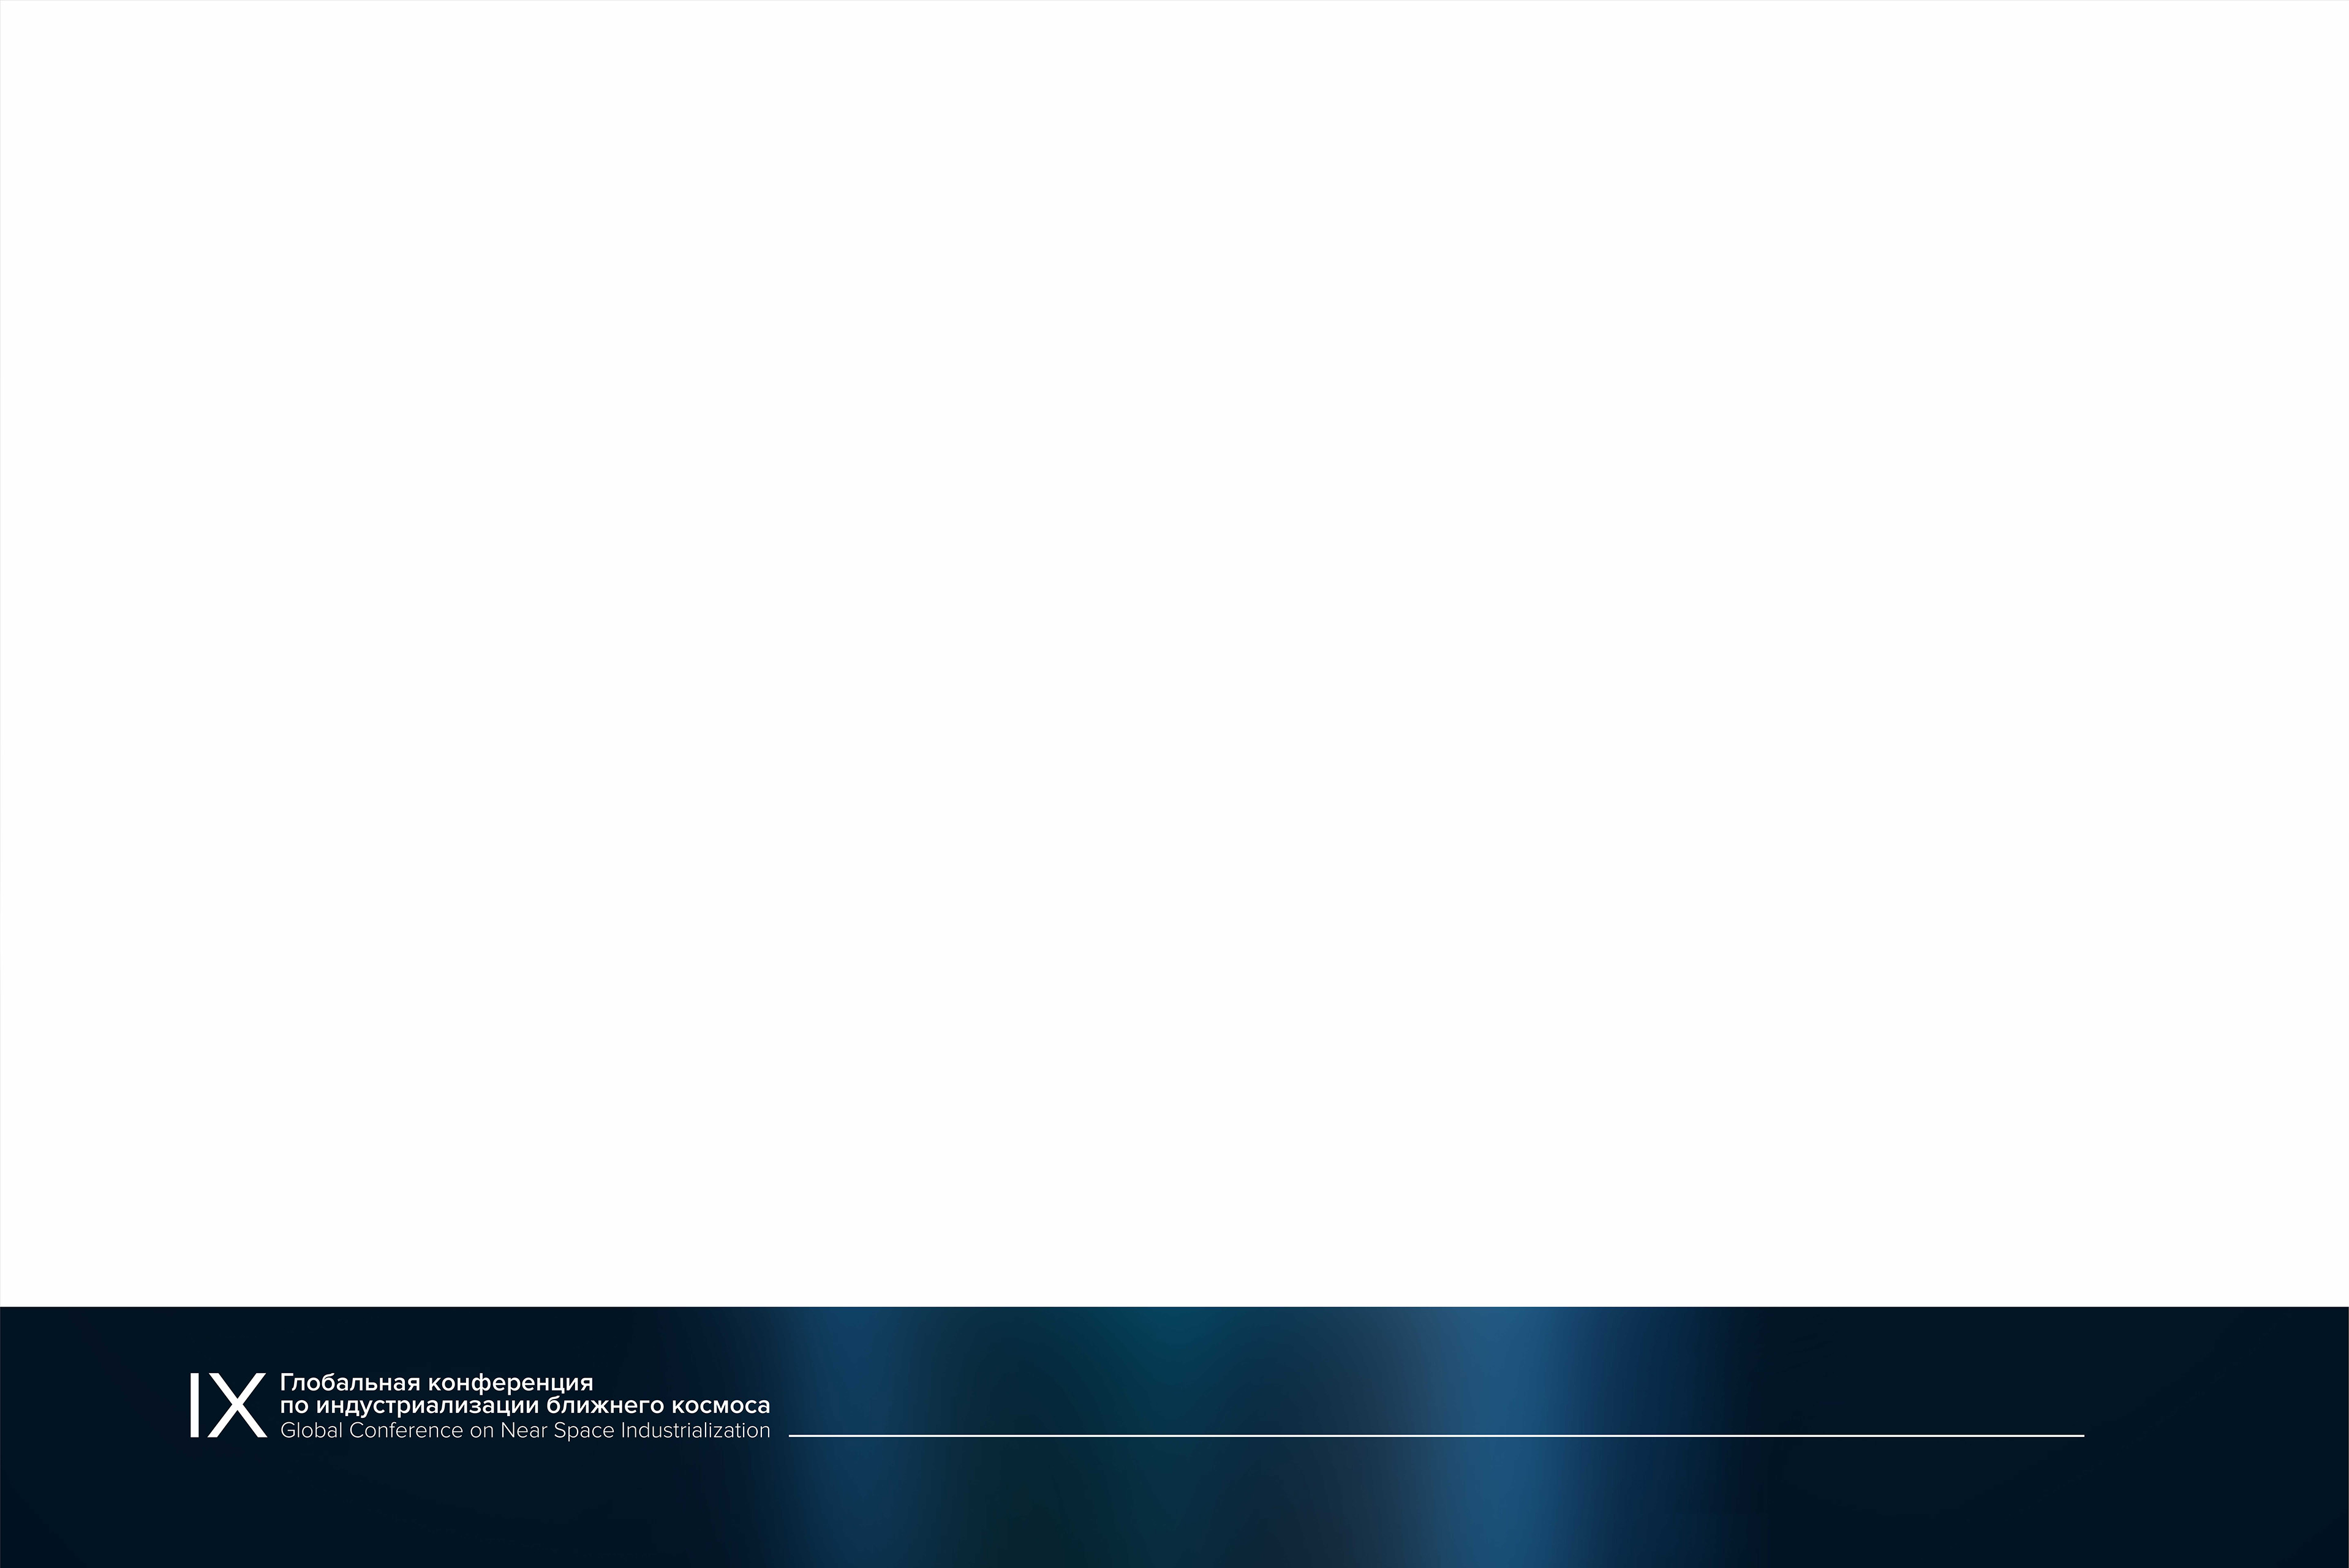 IX
Глобальная конференция
по индустриализации ближнего космоса
Global Conference on Near Space Industrialization